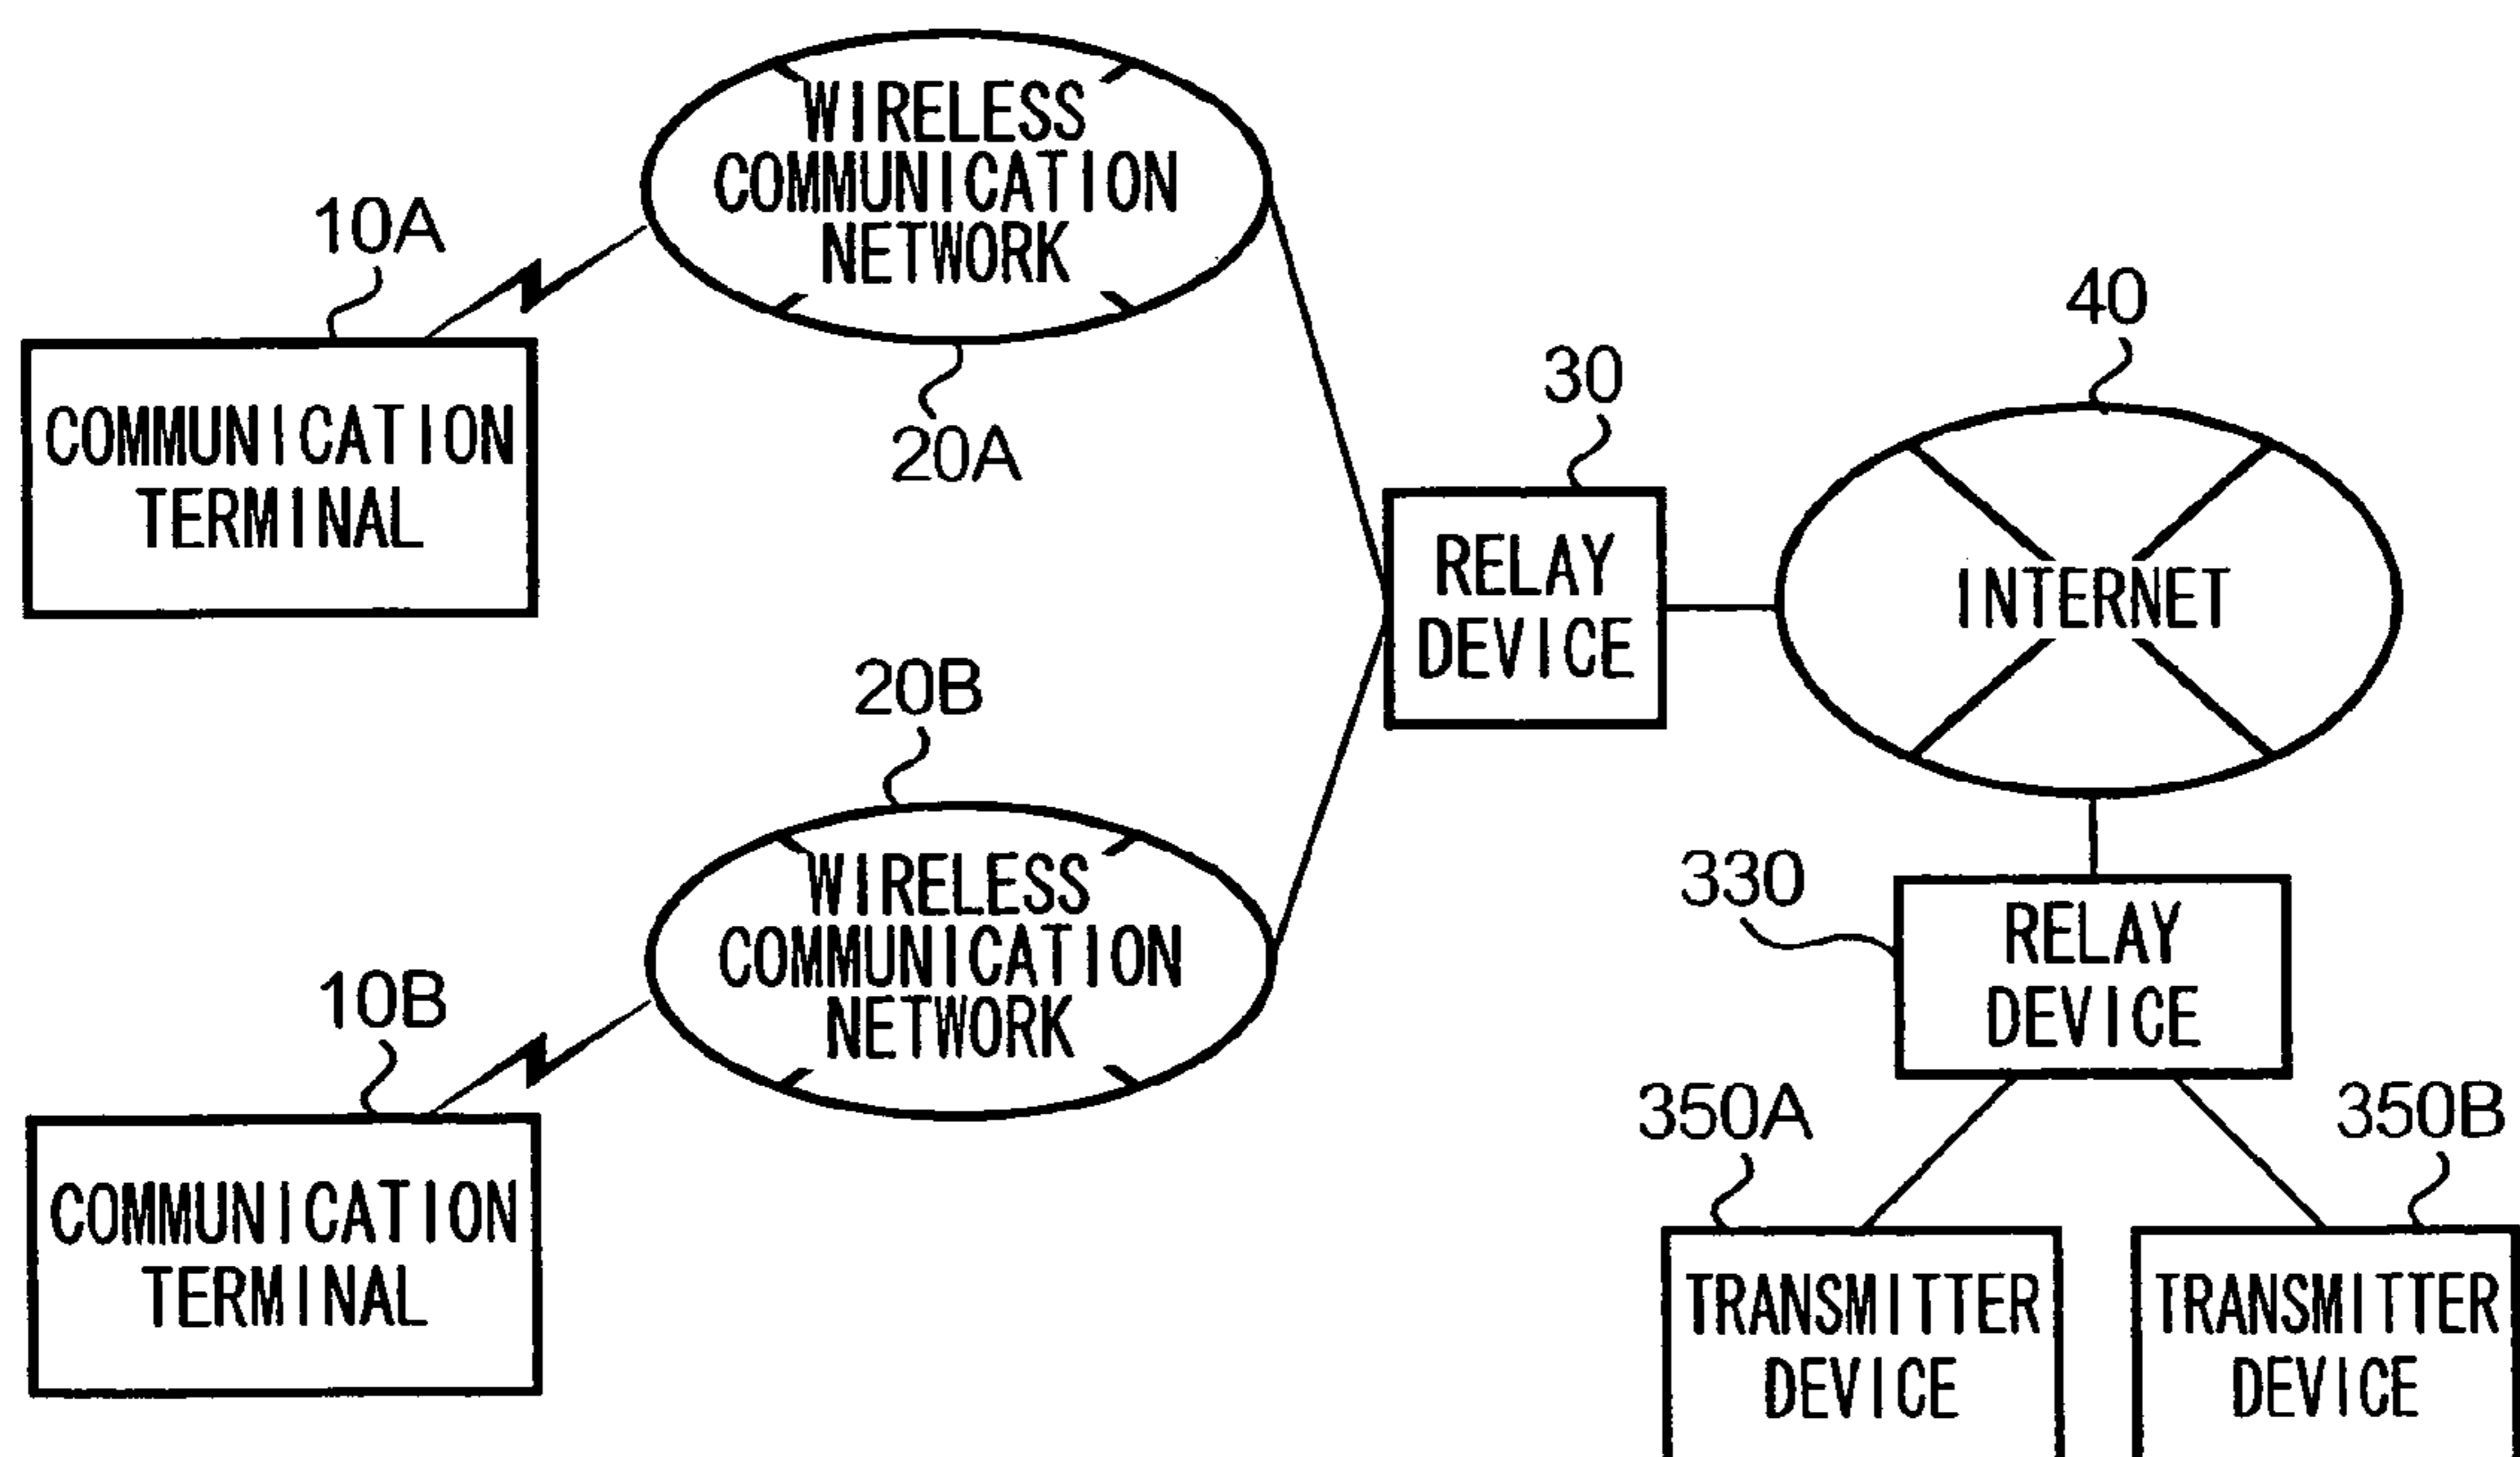 WIRELESS
COMMUNICATION
NETWORK
10A
20A
COMMUNICATION
TERMINAL
40
30
RELAY
DEVICE
INTERNET
20B
WIRELESS
COMMUNICATION
NETWORK
330
RELAY
DEVICE
10B
COMMUNICATION
TERMINAL
350A
350B
TRANSMITTER
DEVICE
TRANSMITTER
DEVICE